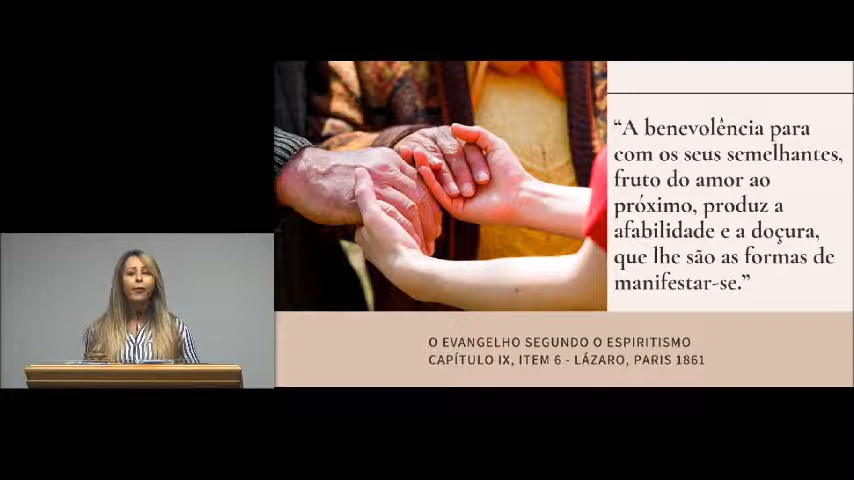 “A benevolência para
com os seus semelhantes,
fruto do amor ao
próximo, produz a
afabilidade e a doçura,
que lhe são as formas de
manifestar-se.”
O EVANGELHO SEGUNDO O ESPIRITISMO
CAPÍTULO IX, ITEM 6 - LÁZARO, PARIS 1861